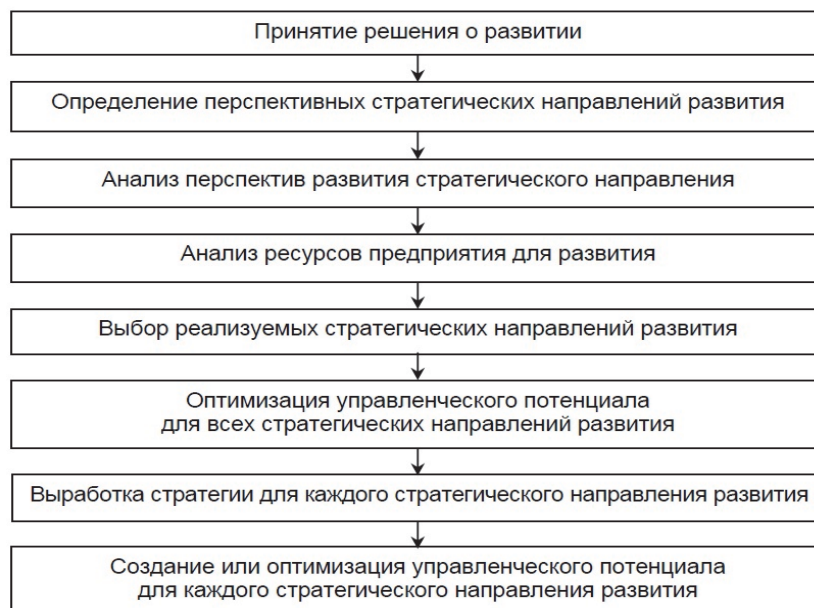 Принятие решения о развитии
Определение перспективных стратегических направлений развития
Анализ перспектив развития стратегического направления
Анализ ресурсов предприятия для развития
Выбор реализуемых стратегических направлений развития
Оптимизация управленческого потенциала
для всех стратегических направлений развития
Выработка стратегии для каждого стратегического направления развития
Создание или оптимизация управленческого потенциала
для каждого стратегического направления развития